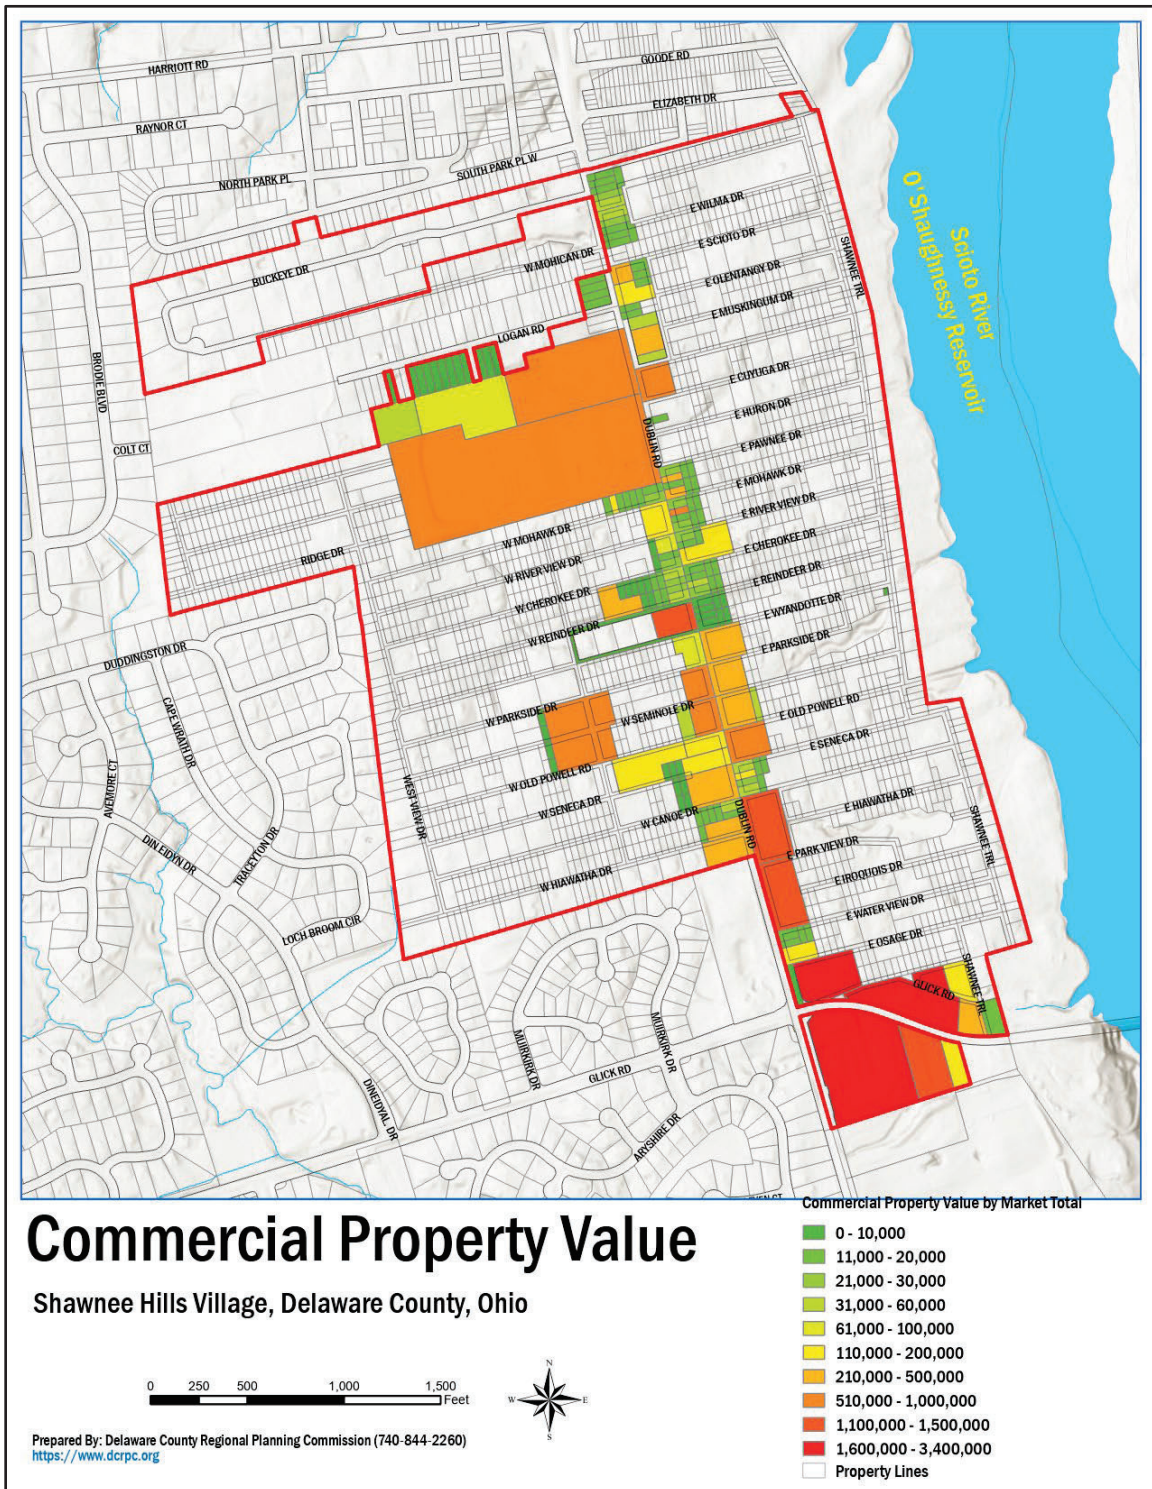 HARRIOTT RD
GOODE RD
ELIZABETH DR
RAYNOR CT
SOUTH PARK PL W
NORTH PARK PL
E WILMA DR
E SCIOTO DR
SHAWNEE TRL
Scioto River
O'Shaughnessy Reservoir
W MOHICAN DR
BUCKEYE DR
E OLENTANGY DR
E MUSKINGUM DR
LOGAN RD
BRODIE BLVD
E CUYUGA DR
E HURON DR
DUBLIN RD
E PAWNEE DR
COLT CT
E MOHAWK DR
E RIVER VIEW DR
W MOHAWK DR
E CHEROKEE DR
RIDGE DR
W RIVER VIEW DR
E REINDEER DR
W CHEROKEE DR
E WYANDOTTE DR
W REINDEER DR
E PARKSIDE DR
DUDDINGSTON DR
CAPE WRATH DR
W PARKSIDE DR
W SEMINOLE DR
E OLD POWELL RD
E SENECA DR
AVEMORE CT
WEST VIEW DR
W OLD POWELL RD
W SENECA DR
E HIAWATHA DR
W CANOE DR
DUBLIN RD
SHAWNEE TRL
DIN EIDYN DR
TRACEYTON DR
E PARK VIEW DR
W HIAWATHA DR
E IROQUOIS DR
E WATER VIEW DR
LOCH BROOM CIR
E OSAGE DR
SHAWNEE TRL
GLICK RD
MUIRKIRK DR
MUIRKIRK DR
GLICK RD
DINEIDYAL DR
ARYSHIRE DR
Commercial Property Value
Shawnee Hills Village, Delaware County, Ohio
0 250 500 1,000 1,500
Feet
N
W E
S
Prepared By: Delaware County Regional Planning Commission (740-844-2260)
https://www.dcrpc.org
Commercial Property Value by Market Total
0 - 10,000
11,000 - 20,000
21,000 - 30,000
31,000 - 60,000
61,000 - 100,000
110,000 - 200,000
210,000 - 500,000
510,000 - 1,000,000
1,100,000 - 1,500,000
1,600,000 - 3,400,000
Property Lines